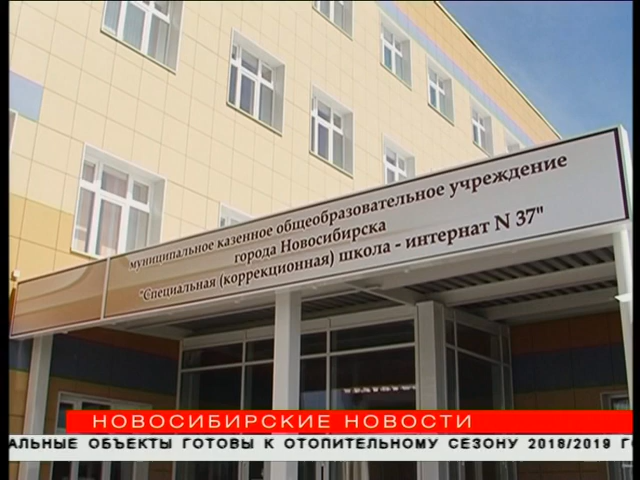 муниципальное казенное общеобразовательное учреждение
города Новосибирска
"Специальная (коррекционная) школа - интернат N 37"
НОВОСИБИРСКИЕ НОВОСТИ
ОБЪЕКТЫ ГОТОВЫ К ОТОПИТЕЛЬНОМУ СЕЗОНУ 2018/2019